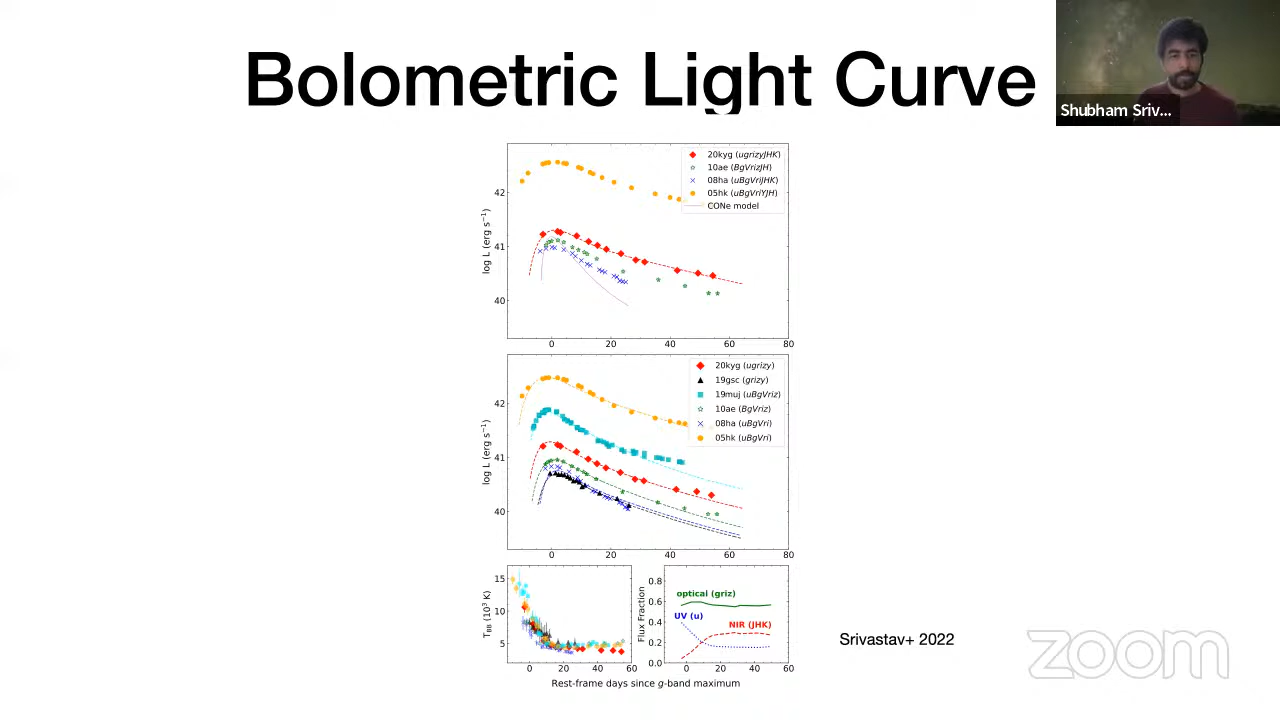 Bolometric Light Curve
Shubham Sriv...
20kyg (ugrizyJHK)
10ae (BgVrizJH)
08ha (uBgVriJHK)
05hk (uBgVriYJH)
CONe model
log L (erg s⁻¹)
42
41
40
0 20 40 60 80
20kyg (ugrizy)
19gsc (grizy)
19muj (uBgVriz)
10ae (BgVriz)
08ha (uBgVri)
05hk (uBgVri)
log L (erg s⁻¹)
42
41
40
0 20 40 60 80
T_BB (10³ K)
15
10
5
0 20 40 60
Flux Fraction
0.8
0.6
0.4
0.2
0.0
optical (griz)
UV (u)
NIR (JHK)
0 20 40 60
Rest-frame days since g-band maximum
Srivastav+ 2022
zoom